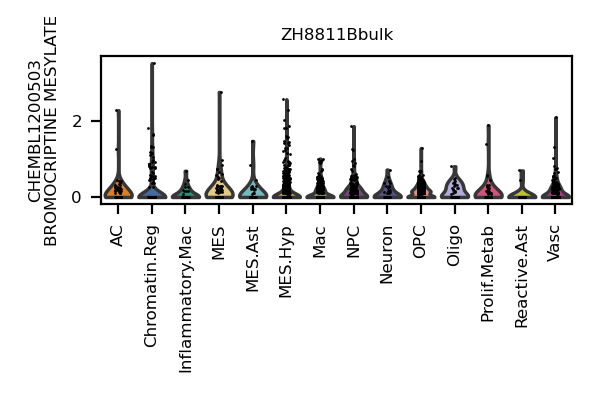 ZH8811Bbulk
CHEMBL1200503
BROMOCRIPTINE MESYLATE
2
0
AC
Chromatin.Reg
Inflammatory.Mac
MES
MES.Ast
MES.Hyp
Mac
NPC
Neuron
OPC
Oligo
Prolif.Metab
Reactive.Ast
Vasc